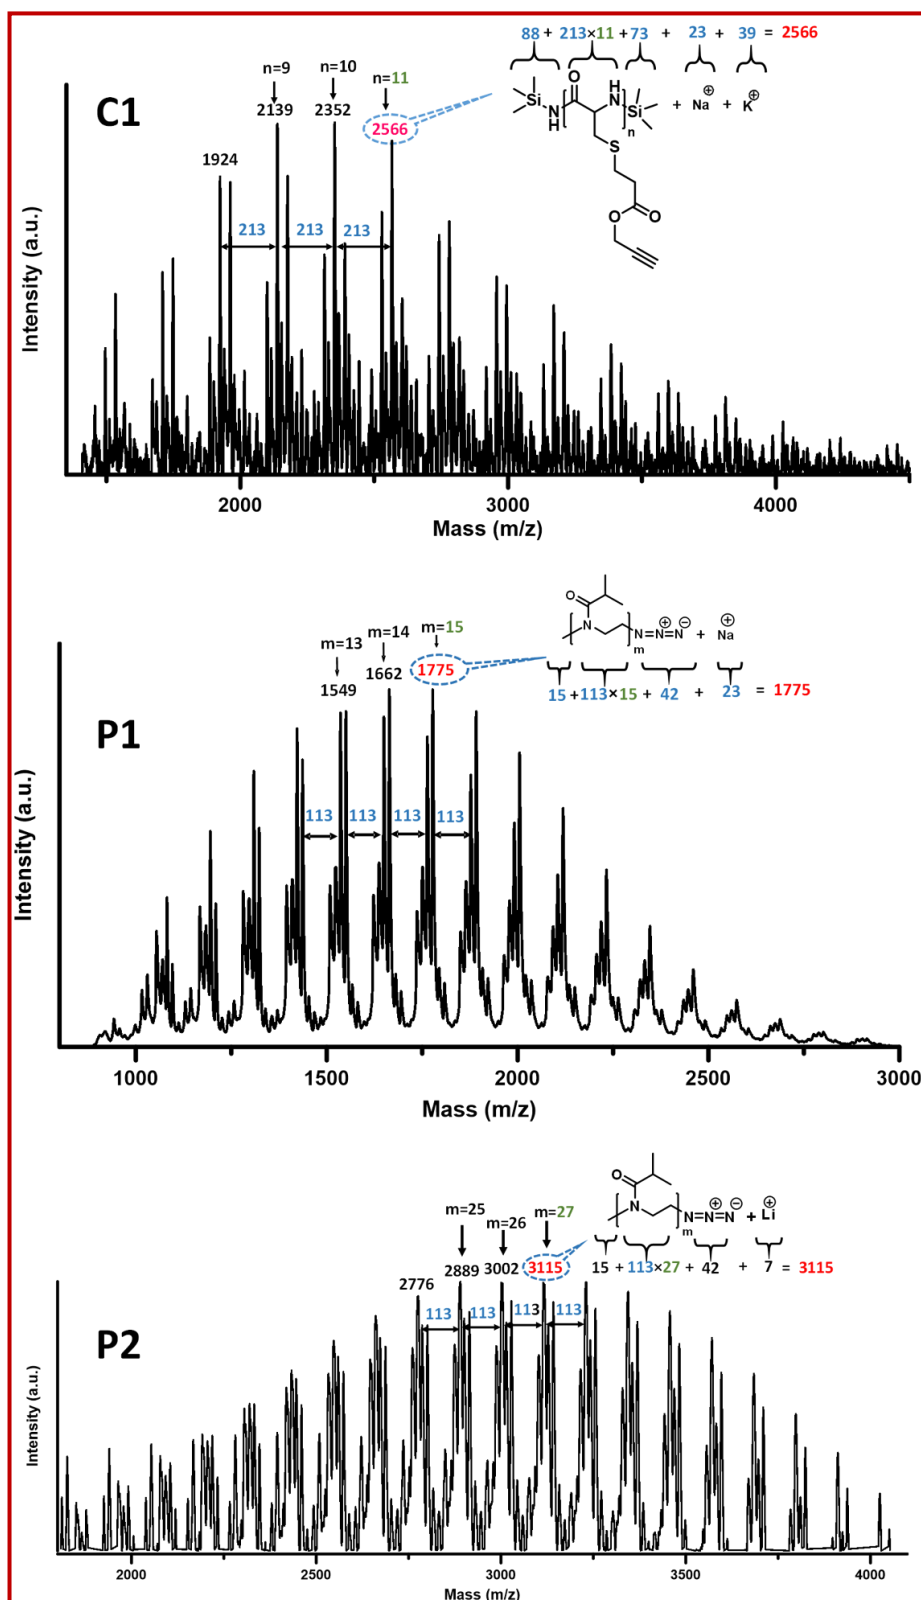 88 + 213×11 + 73 + 23 + 39 = 2566
n=9 n=10 n=11
C1
2139 2352 2566
1924
213 213 213
Si N H O H N Si n + Na ⊕ + K ⊕
S
O O
Intensity (a.u.)
2000 3000 4000
Mass (m/z)
O N m N=N=N ⊕ ⊖ + Na ⊕
m=13 m=14 m=15
1549 1662 1775
15 + 113×15 + 42 + 23 = 1775
P1
113 113 113 113
Intensity (a.u.)
1000 1500 2000 2500 3000
Mass (m/z)
O N m N=N=N ⊕ ⊖ + Li ⊕
m=25 m=26 m=27
2776 2889 3002 3115
15 + 113×27 + 42 + 7 = 3115
113 113 113 113
P2
Intensity (a.u.)
2000 2500 3000 3500 4000
Mass (m/z)